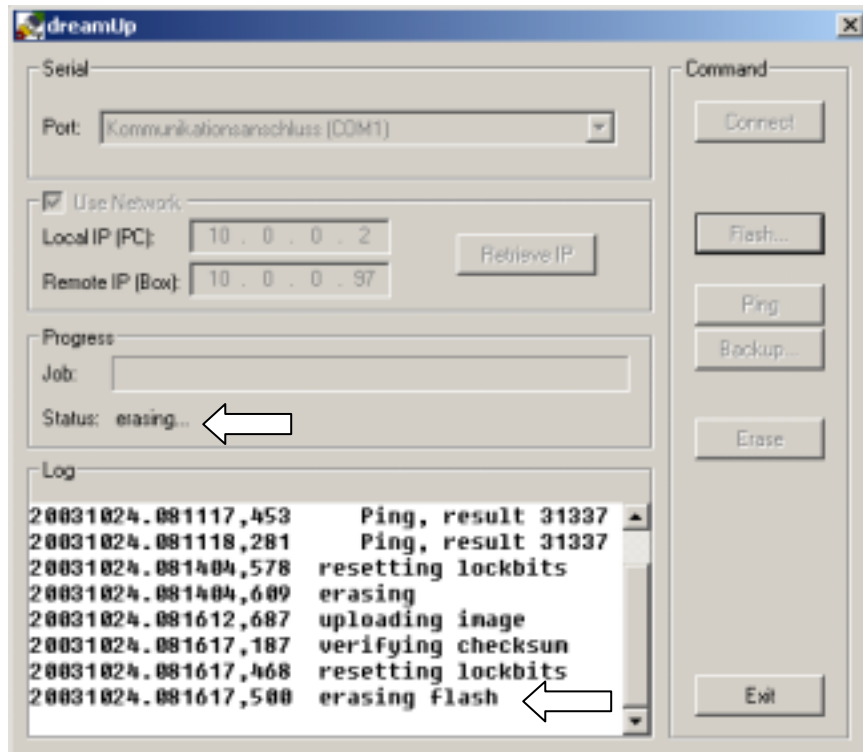 dreamUp
Serial
Port: Kommunikationsanschluss (COM1)
Use Network
Local IP (PC): 10 . 0 . 0 . 2
Remote IP (Box): 10 . 0 . 0 . 97
Retrieve IP
Progress
Job:
Status: erasing...
Log
20031024.081117,453 Ping, result 31337
20031024.081118,281 Ping, result 31337
20031024.081404,578 resetting lockbits
20031024.081404,609 erasing
20031024.081612,687 uploading image
20031024.081617,187 verifying checksum
20031024.081617,468 resetting lockbits
20031024.081617,500 erasing flash
Command
Connect
Flash...
Ping
Backup...
Erase
Exit